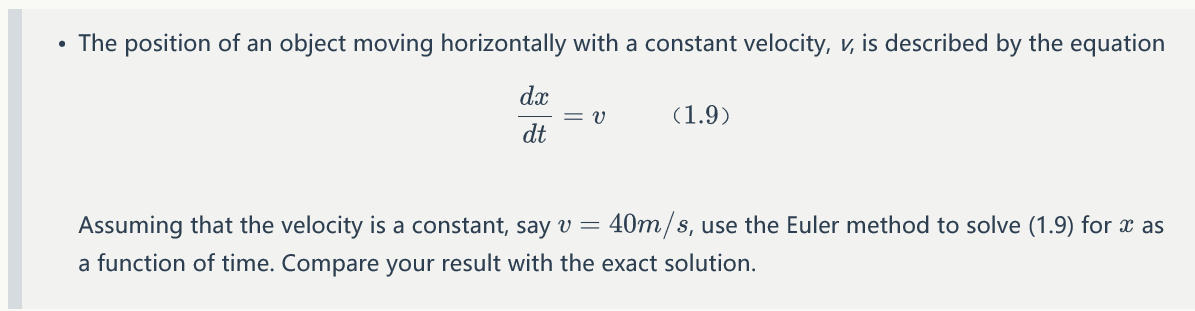 • The position of an object moving horizontally with a constant velocity, v, is described by the equation
dx/dt = v （1.9）
Assuming that the velocity is a constant, say v = 40m/s, use the Euler method to solve (1.9) for x as
a function of time. Compare your result with the exact solution.